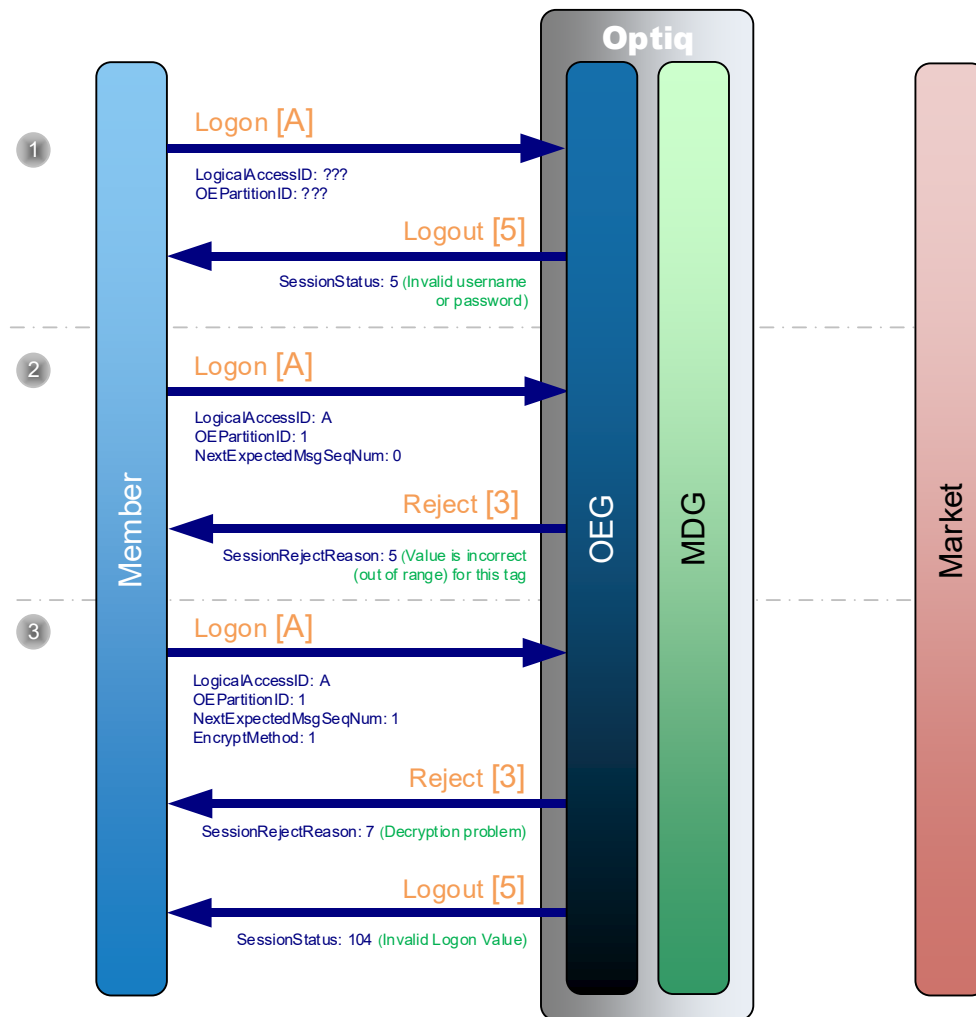 Optiq
1
Logon [A]
LogicalAccessID: ???
OEPartitionID: ???
Logout [5]
SessionStatus: 5 (Invalid username
or password)
2
Logon [A]
LogicalAccessID: A
OEPartitionID: 1
NextExpectedMsgSeqNum: 0
Reject [3]
SessionRejectReason: 5 (Value is incorrect
(out of range) for this tag
Member
OEG
MDG
Market
3
Logon [A]
LogicalAccessID: A
OEPartitionID: 1
NextExpectedMsgSeqNum: 1
EncryptMethod: 1
Reject [3]
SessionRejectReason: 7 (Decryption problem)
Logout [5]
SessionStatus: 104 (Invalid Logon Value)